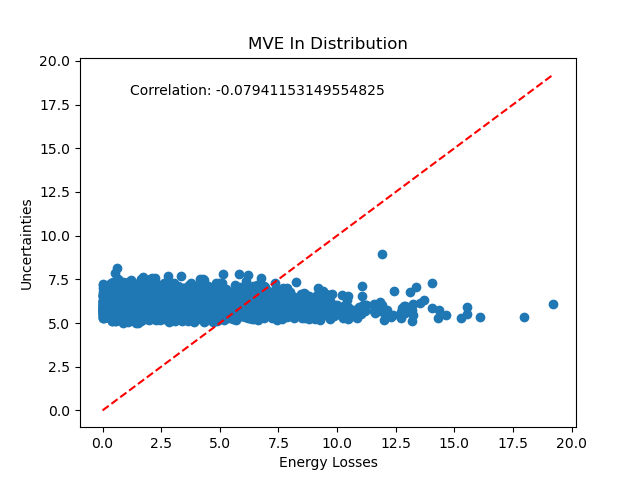 MVE In Distribution
Correlation: -0.07941153149554825
Uncertainties
20.0
17.5
15.0
12.5
10.0
7.5
5.0
2.5
0.0
0.0 2.5 5.0 7.5 10.0 12.5 15.0 17.5 20.0
Energy Losses